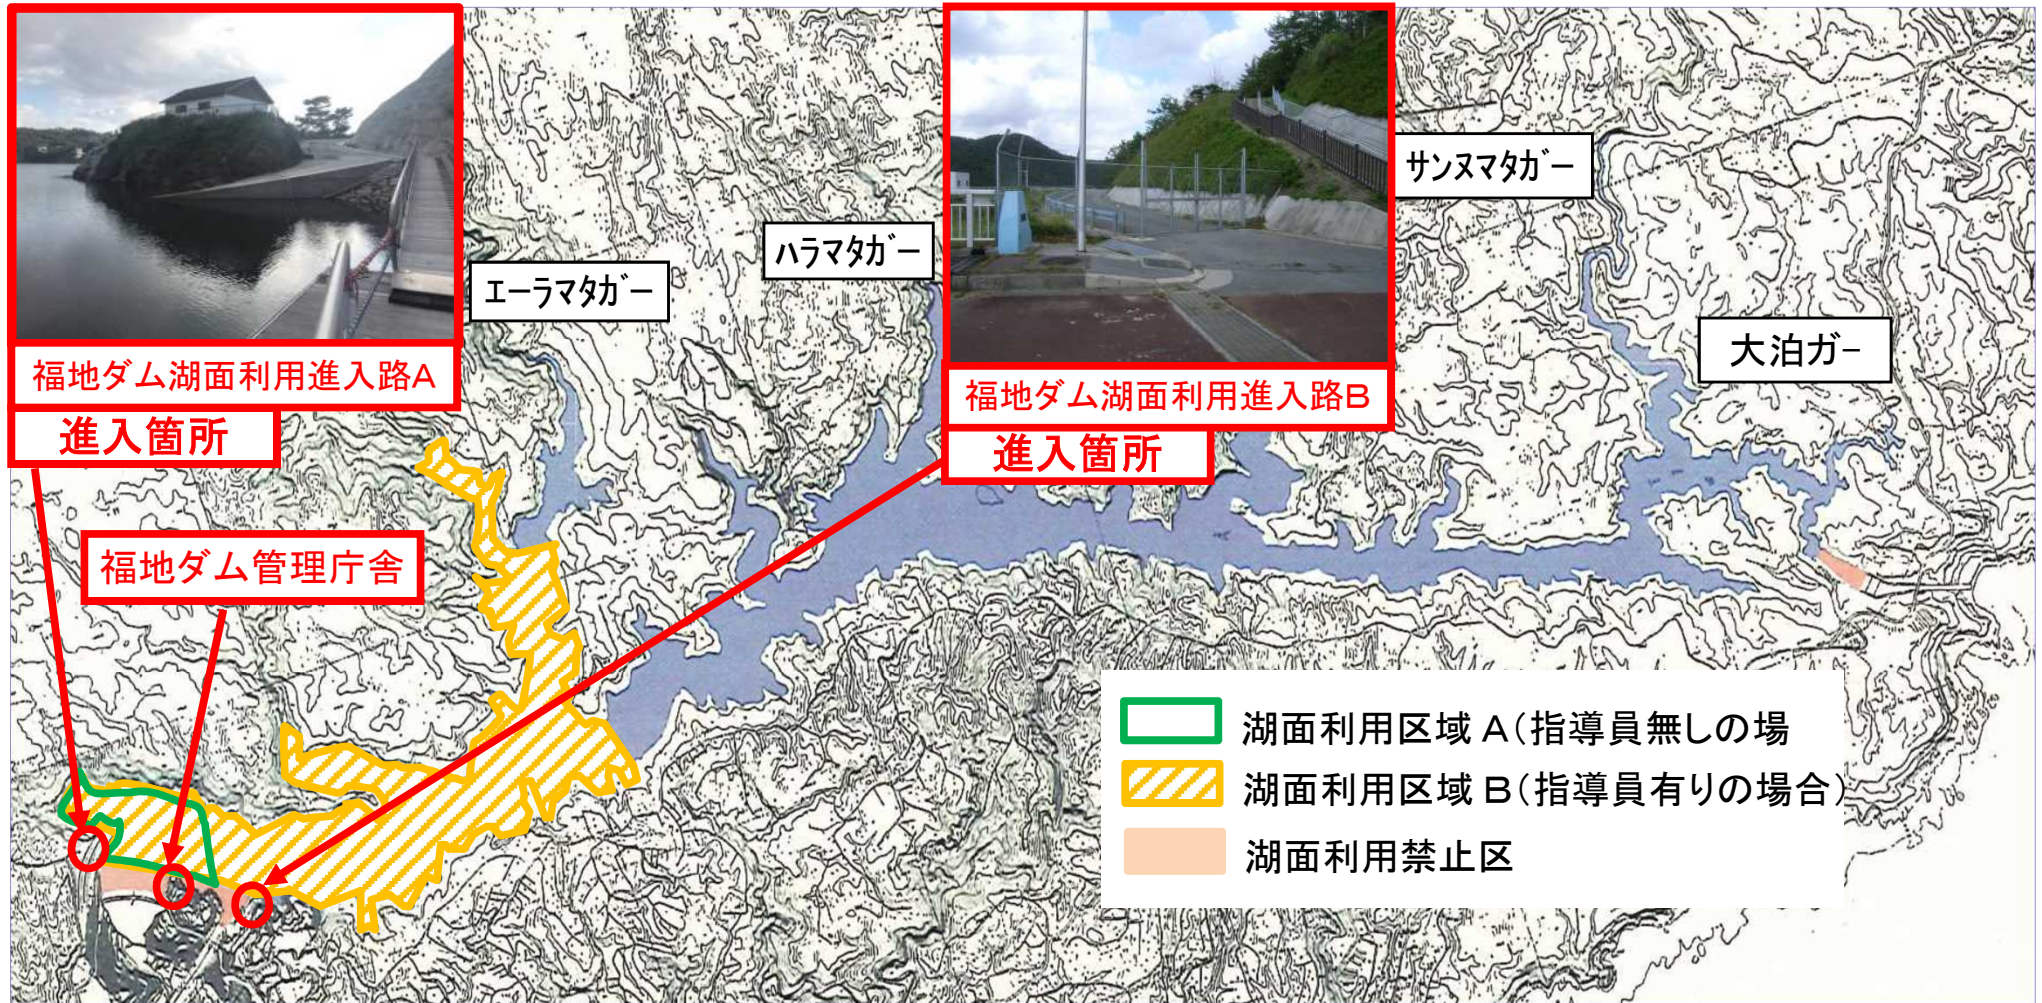 福地ダム湖面利用進入路A
進入箇所
福地ダム管理庁舎
エーラマタガー
ハラマタガー
福地ダム湖面利用進入路B
進入箇所
サンヌマタガー
大泊ガー
湖面利用区域 A(指導員無しの場
湖面利用区域 B(指導員有りの場合)
湖面利用禁止区